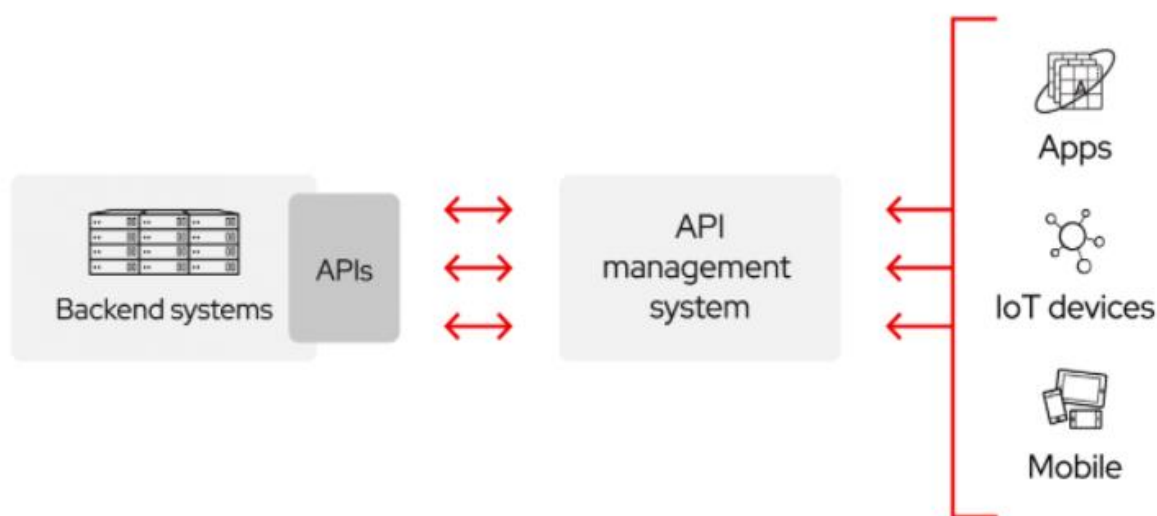 Backend systems
APIs
API
management
system
A
Apps
IoT devices
Mobile